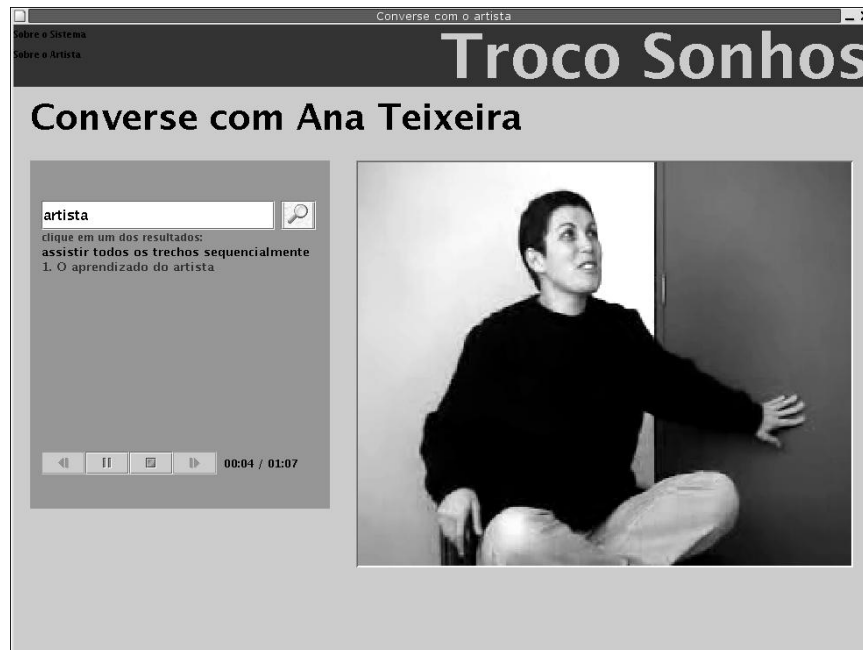 Converse com o artista
Sobre o Sistema
Sobre o Artista
Troco Sonhos
Converse com Ana Teixeira
artista
clique em um dos resultados:
assistir todos os trechos sequencialmente
1. O aprendizado do artista
00:04 / 01:07